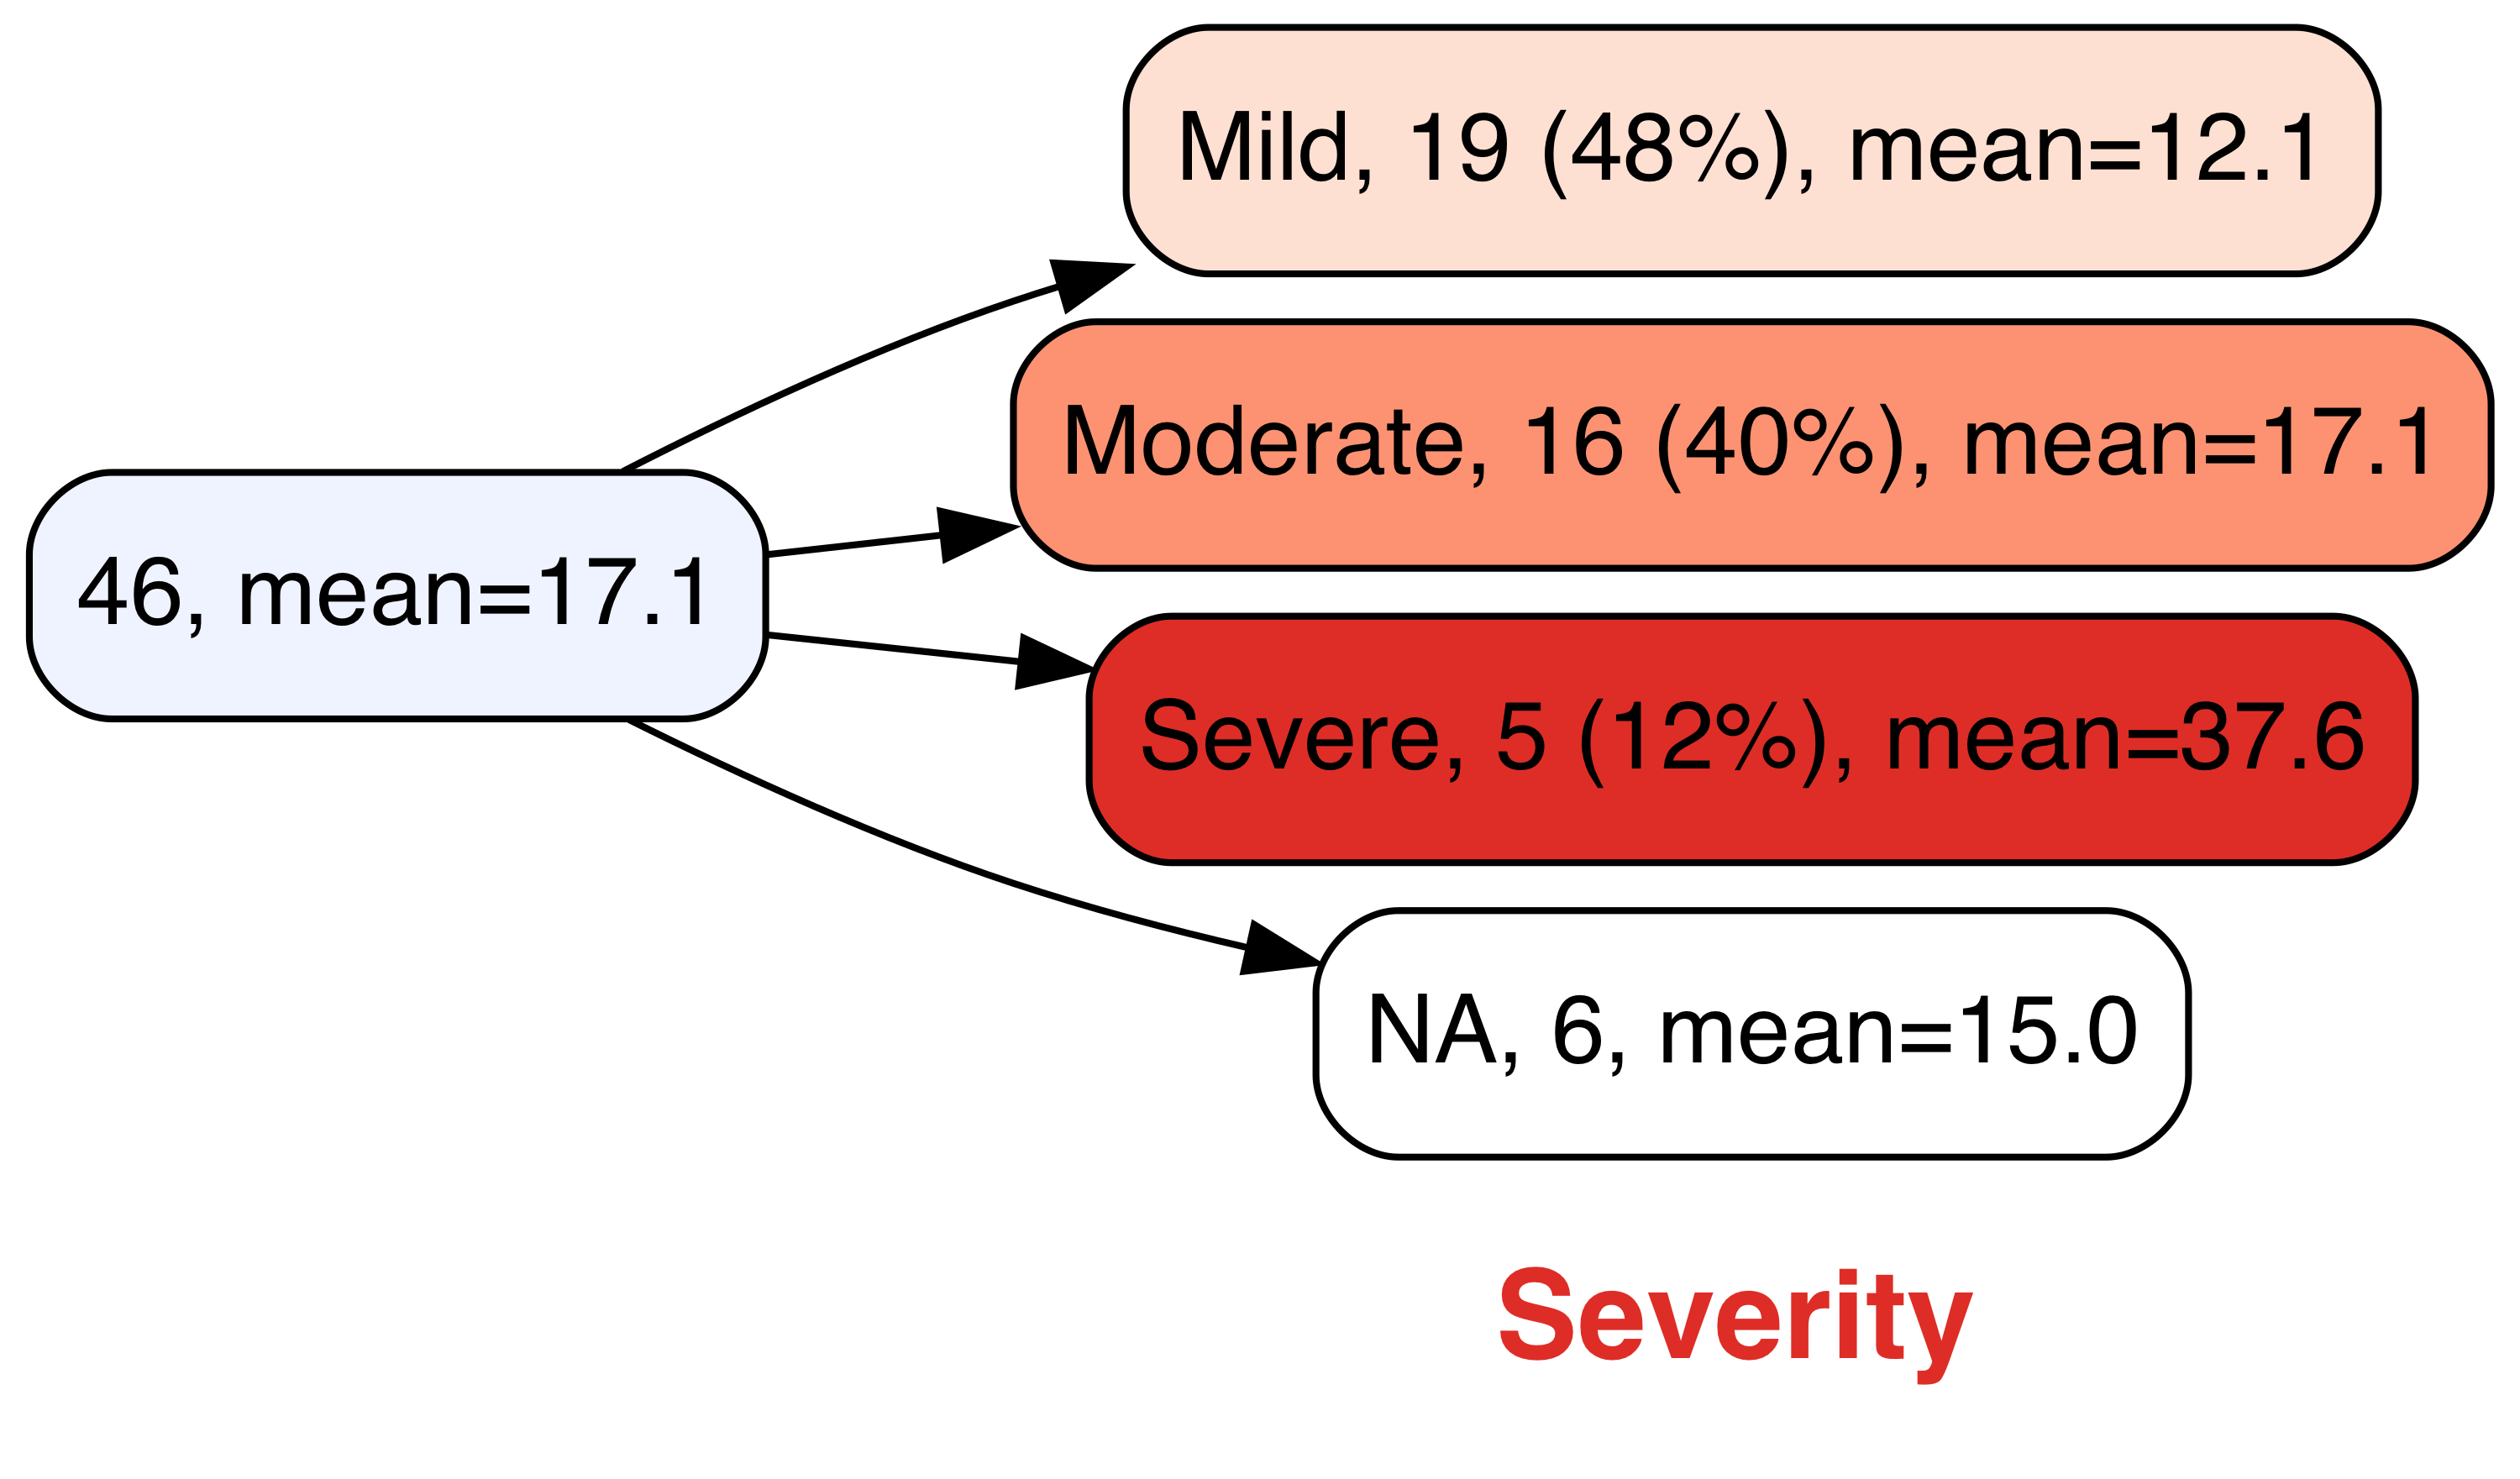 Mild, 19 (48%), mean=12.1
Moderate, 16 (40%), mean=17.1
46, mean=17.1
Severe, 5 (12%), mean=37.6
NA, 6, mean=15.0
Severity